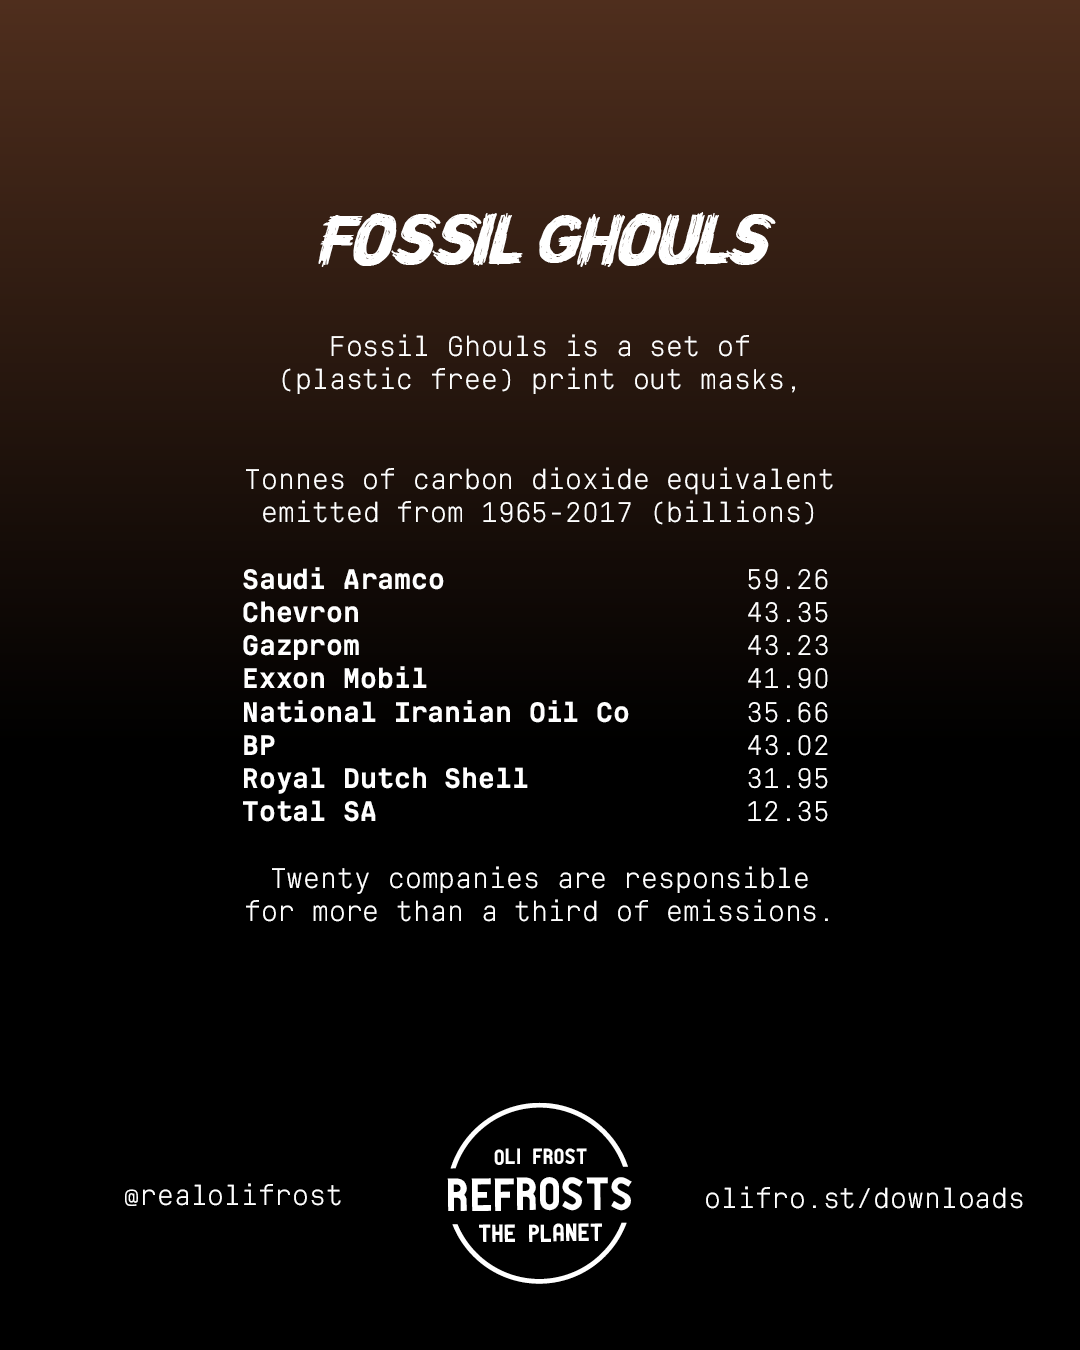 FOSSIL GHOULS
Fossil Ghouls is a set of
(plastic free) print out masks,
Tonnes of carbon dioxide equivalent
emitted from 1965-2017 (billions)
Saudi Aramco 59.26
Chevron 43.35
Gazprom 43.23
Exxon Mobil 41.90
National Iranian Oil Co 35.66
BP 43.02
Royal Dutch Shell 31.95
Total SA 12.35
Twenty companies are responsible
for more than a third of emissions.
@realolifrost
OLI FROST
REFROSTS
THE PLANET
olifro.st/downloads